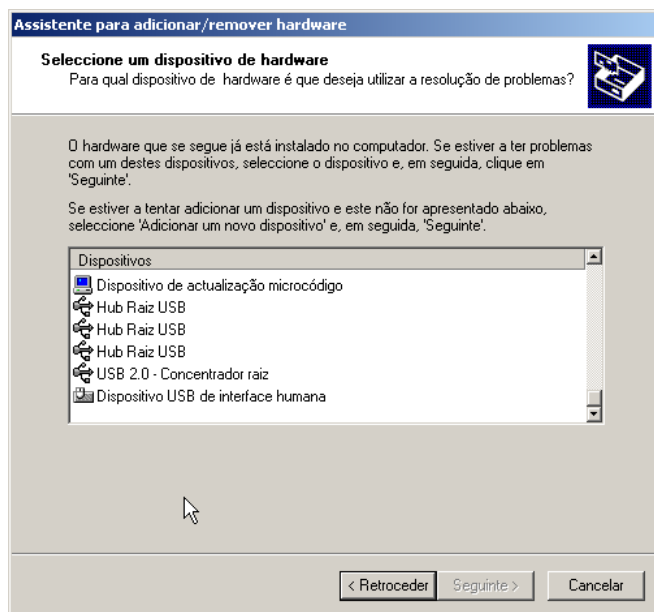 Assistente para adicionar/remover hardware
Seleccione um dispositivo de hardware
Para qual dispositivo de  hardware é que deseja utilizar a resolução de problemas?
O hardware que se segue já está instalado no computador. Se estiver a ter problemas
com um destes dispositivos, seleccione o dispositivo e, em seguida, clique em
'Seguinte'.
Se estiver a tentar adicionar um dispositivo e este não for apresentado abaixo,
seleccione 'Adicionar um novo dispositivo' e, em seguida, 'Seguinte'.
Dispositivos
Dispositivo de actualização microcódigo
Hub Raiz USB
Hub Raiz USB
Hub Raiz USB
USB 2.0 - Concentrador raiz
Dispositivo USB de interface humana
< Retroceder
Seguinte >
Cancelar